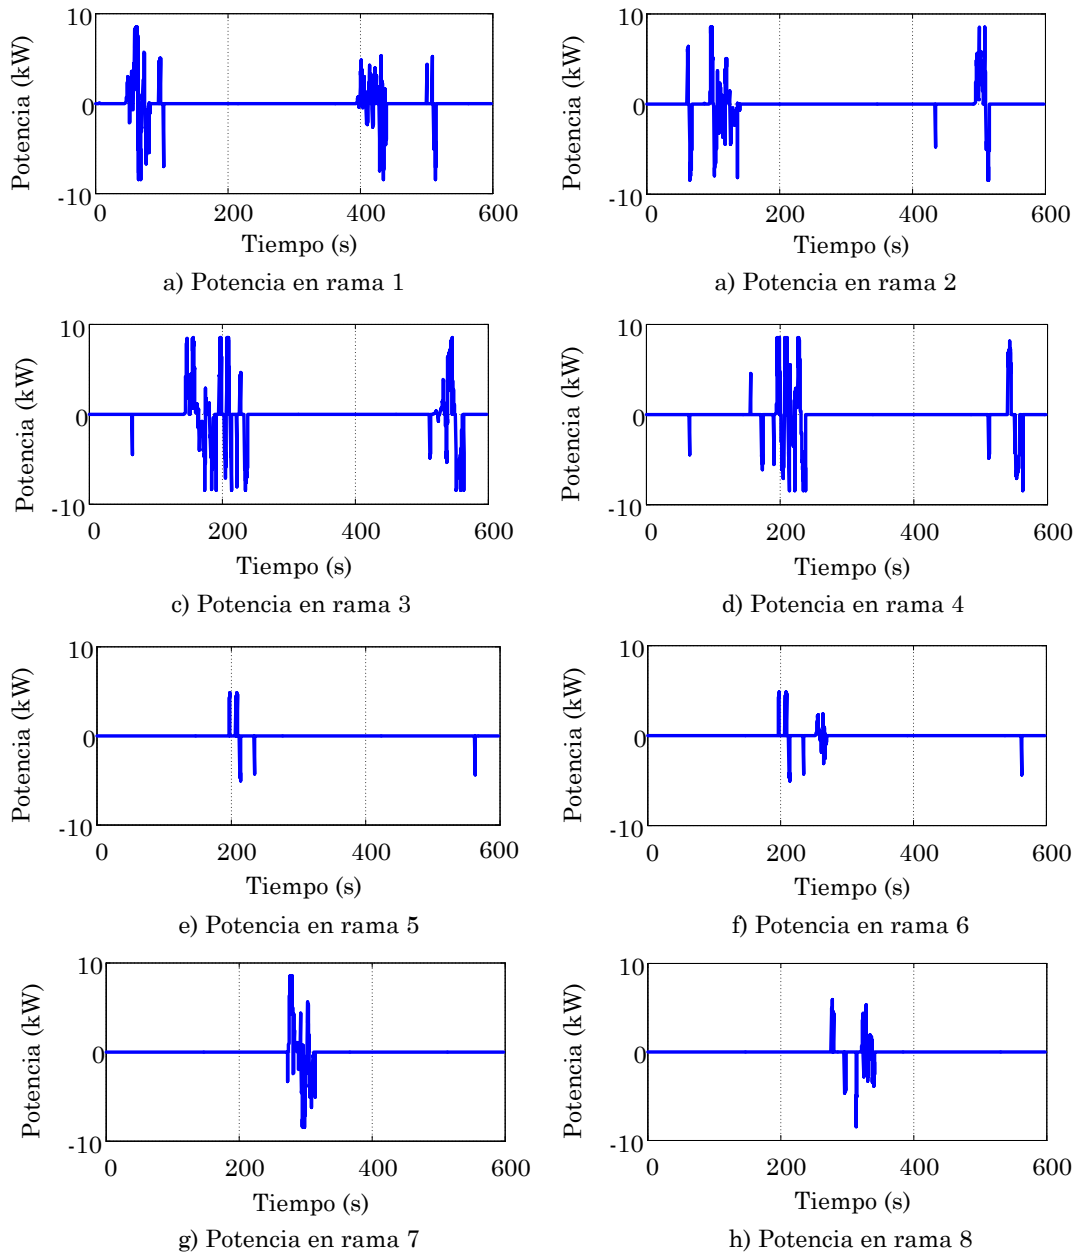 10
0
-10
Potencia (kW)
0
200
400
600
Tiempo (s)
a) Potencia en rama 1
10
0
-10
Potencia (kW)
0
200
400
600
Tiempo (s)
a) Potencia en rama 2
10
0
-10
Potencia (kW)
0
200
400
600
Tiempo (s)
c) Potencia en rama 3
10
0
-10
Potencia (kW)
0
200
400
600
Tiempo (s)
d) Potencia en rama 4
10
0
-10
Potencia (kW)
0
200
400
600
Tiempo (s)
e) Potencia en rama 5
10
0
-10
Potencia (kW)
0
200
400
600
Tiempo (s)
f) Potencia en rama 6
10
0
-10
Potencia (kW)
0
200
400
600
Tiempo (s)
g) Potencia en rama 7
10
0
-10
Potencia (kW)
0
200
400
600
Tiempo (s)
h) Potencia en rama 8